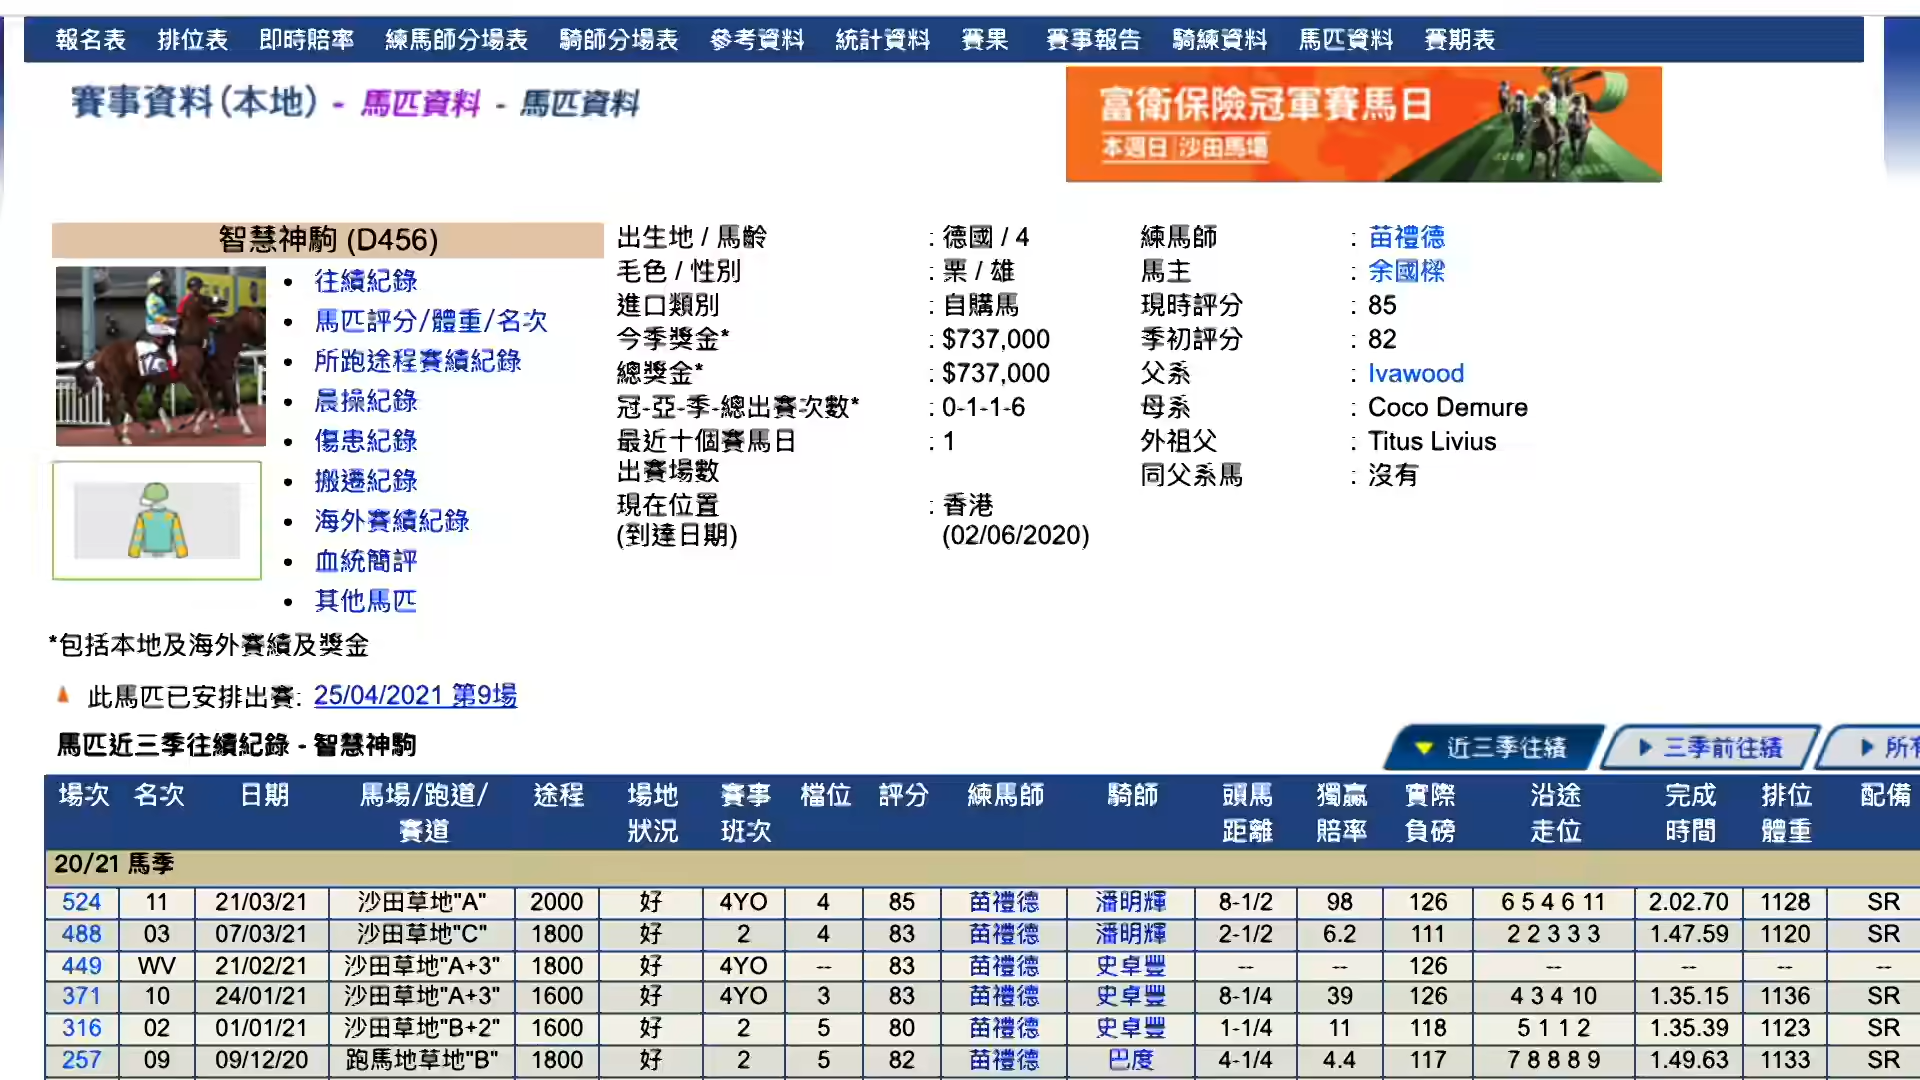 報名表 排位表 即時賠率 練馬師分場表 騎師分場表 參考資料 統計資料 賽果 賽事報告 騎練資料 馬匹資料 賽期表
賽事資料(本地) - 馬匹資料 - 馬匹資料
富衛保險冠軍賽馬日
本週日|沙田馬場
智慧神駒 (D456)
往績紀錄
馬匹評分/體重/名次
所跑途程賽績紀錄
晨操紀錄
傷患紀錄
搬遷紀錄
海外賽績紀錄
血統簡評
其他馬匹
出生地 / 馬齡 : 德國 / 4
毛色 / 性別 : 栗 / 雄
進口類別 : 自購馬
今季獎金* : $737,000
總獎金* : $737,000
冠-亞-季-總出賽次數* : 0-1-1-6
最近十個賽馬日 : 1
出賽場數
現在位置 : 香港
(到達日期) (02/06/2020)
練馬師 : 苗禮德
馬主 : 余國樑
現時評分 : 85
季初評分 : 82
父系 : Ivawood
母系 : Coco Demure
外祖父 : Titus Livius
同父系馬 : 沒有
*包括本地及海外賽績及獎金
此馬匹已安排出賽: 25/04/2021 第9場
馬匹近三季往績紀錄 - 智慧神駒
近三季往績 三季前往績 所
場次 名次 日期 馬場/跑道/ 途程 場地 賽事 檔位 評分 練馬師 騎師 頭馬 獨贏 實際 沿途 完成 排位 配備
賽道 狀況 班次 距離 賠率 負磅 走位 時間 體重
20/21 馬季
524 11 21/03/21 沙田草地"A" 2000 好 4YO 4 85 苗禮德 潘明輝 8-1/2 98 126 6 5 4 6 11 2.02.70 1128 SR
488 03 07/03/21 沙田草地"C" 1800 好 2 4 83 苗禮德 潘明輝 2-1/2 6.2 111 2 2 3 3 3 1.47.59 1120 SR
449 WV 21/02/21 沙田草地"A+3" 1800 好 4YO -- 83 苗禮德 史卓豐 -- -- 126 -- -- -- --
371 10 24/01/21 沙田草地"A+3" 1600 好 4YO 3 83 苗禮德 史卓豐 8-1/4 39 126 4 3 4 10 1.35.15 1136 SR
316 02 01/01/21 沙田草地"B+2" 1600 好 2 5 80 苗禮德 史卓豐 1-1/4 11 118 5 1 1 2 1.35.39 1123 SR
257 09 09/12/20 跑馬地草地"B" 1800 好 2 5 82 苗禮德 巴度 4-1/4 4.4 117 7 8 8 8 9 1.49.63 1133 SR